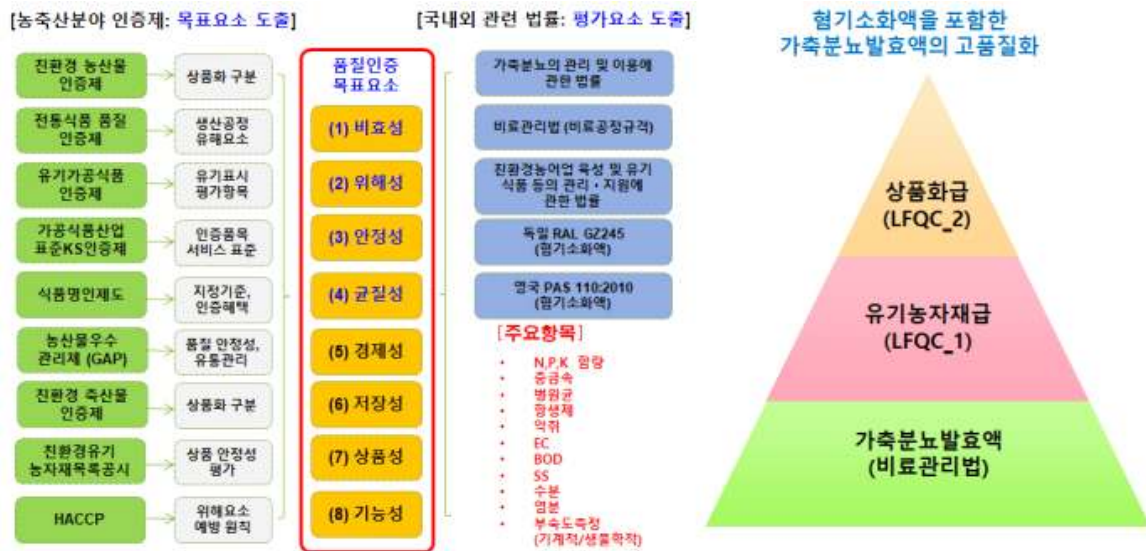 [농축산분야 인증제: 목표요소 도출]
친환경 농산물
인증제
상품화 구분
전통식품 품질
인증제
생산공정
유해요소
유기가공식품
인증제
유기표시
평가항목
가공식품산업
표준KS인증제
인증품목
서비스 표준
식품명인제도
지정기준,
인증혜택
농산물우수
관리제 (GAP)
품질 안정성,
유통관리
친환경 축산물
인증제
상품화 구분
친환경유기
농자재목록공시
상품 안정성
평가
HACCP
위해요소
예방 원칙
품질인증
목표요소
(1) 비효성
(2) 위해성
(3) 안정성
(4) 균질성
(5) 경제성
(6) 저장성
(7) 상품성
(8) 기능성
[국내외 관련 법률: 평가요소 도출]
가축분뇨의 관리 및 이용에
관한 법률
비료관리법 (비료공정규격)
친환경농어업 육성 및 유기
식품 등의 관리·지원에
관한 법률
독일 RAL GZ245
(혐기소화액)
영국 PAS 110:2010
(혐기소화액)
[주요항목]
• N,P,K 함량
• 중금속
• 병원균
• 항생제
• 악취
• EC
• BOD
• SS
• 수분
• 염분
• 부숙도측정
(기계적/생물학적)
혐기소화액을 포함한
가축분뇨발효액의 고품질화
상품화급
(LFQC_2)
유기농자재급
(LFQC_1)
가축분뇨발효액
(비료관리법)